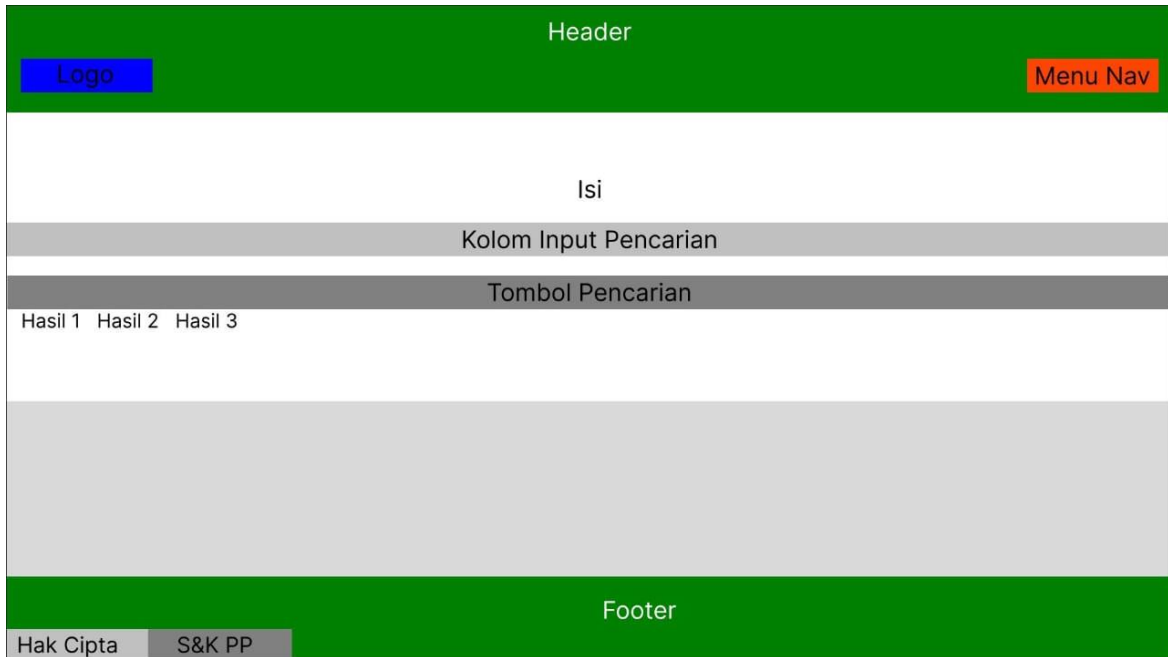 Header
Logo
Menu Nav
Isi
Kolom Input Pencarian
Tombol Pencarian
Hasil 1 Hasil 2 Hasil 3
Footer
Hak Cipta
S&K PP